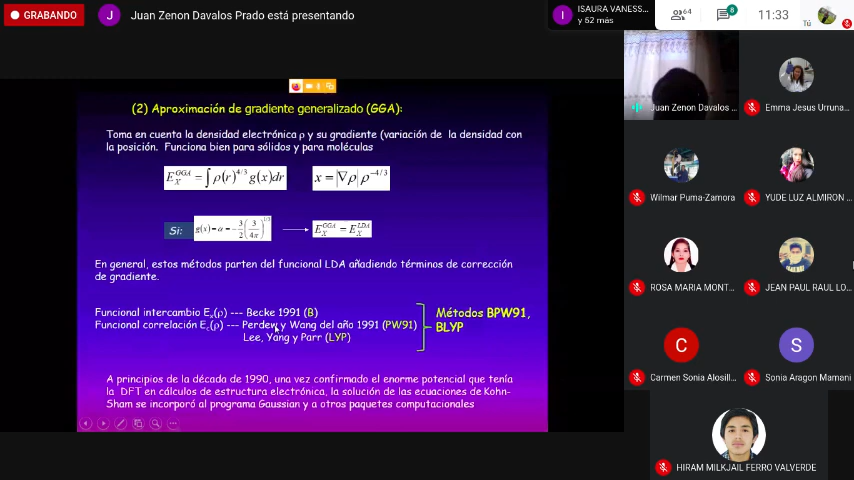 GRABANDO
J
Juan Zenon Davalos Prado está presentando
I
ISAURA VANESS...
y 62 más
64
8
11:33
Tú
(2) Aproximación de gradiente generalizado (GGA):
Toma en cuenta la densidad electrónica ρ y su gradiente (variación de la densidad con
la posición. Funciona bien para sólidos y para moléculas
E_X^{GGA} = ∫ ρ(r)^{4/3} g(x)dr
x = |∇ρ| ρ^{-4/3}
Si: g(x) = α = -3/2 (3/4π)^{1/3}
E_X^{GGA} = E_X^{LDA}
En general, estos métodos parten del funcional LDA añadiendo términos de corrección
de gradiente.
Funcional intercambio Eₓ(ρ) --- Becke 1991 (B)
Funcional correlación E_c(ρ) --- Perdew y Wang del año 1991 (PW91)
Lee, Yang y Parr (LYP)
Métodos BPW91,
BLYP
A principios de la década de 1990, una vez confirmado el enorme potencial que tenía
la DFT en cálculos de estructura electrónica, la solución de las ecuaciones de Kohn-
Sham se incorporó al programa Gaussian y a otros paquetes computacionales
Juan Zenon Davalos ...
Emma Jesus Urruna...
Wilmar Puma-Zamora
YUDE LUZ ALMIRON ...
ROSA MARIA MONT...
JEAN PAUL RAUL LO...
C
Carmen Sonia Alosill...
S
Sonia Aragon Mamani
HIRAM MILKJAIL FERRO VALVERDE